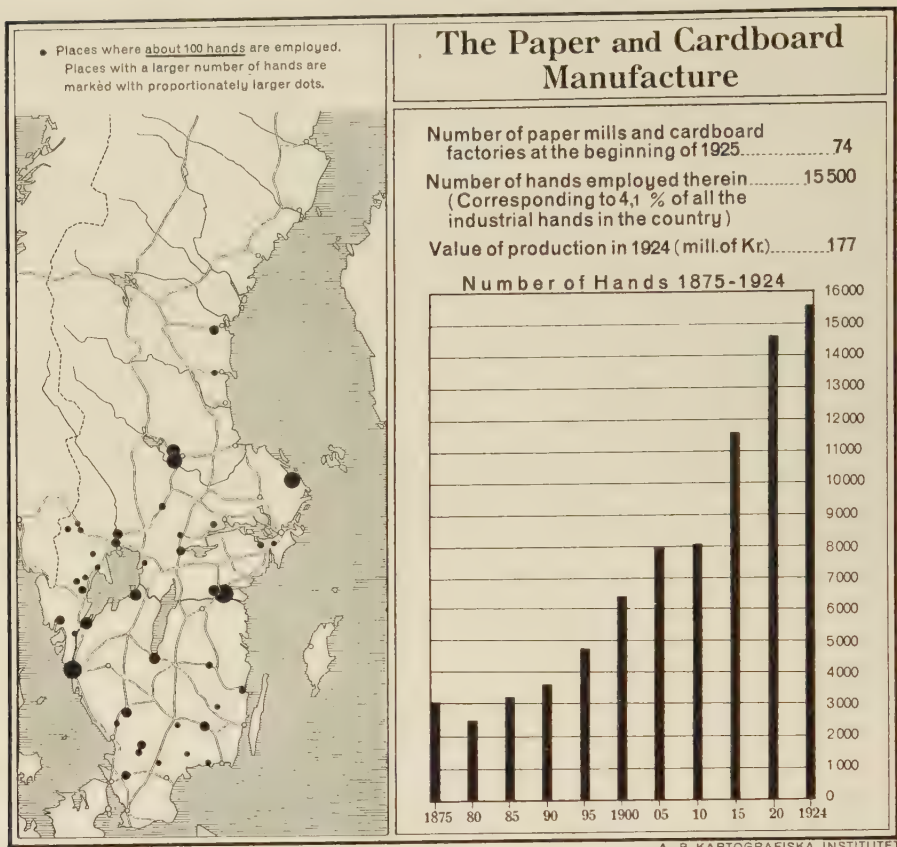 • Places where about 100 hands are employed.
Places with a larger number of hands are
marked with proportionately larger dots.
The Paper and Cardboard
Manufacture
Number of paper mills and cardboard
factories at the beginning of 1925............74
Number of hands employed therein..........15500
(Corresponding to 4,1 % of all the
industrial hands in the country)
Value of production in 1924 (mill. of Kr.)........177
Number of Hands 1875-1924
16000
15000
14000
13000
12000
11000
10000
9000
8000
7000
6000
5000
4000
3000
2000
1000
0
1875 80 85 90 95 1900 05 10 15 20 1924
KARTOGRAFISKA INSTITUTET